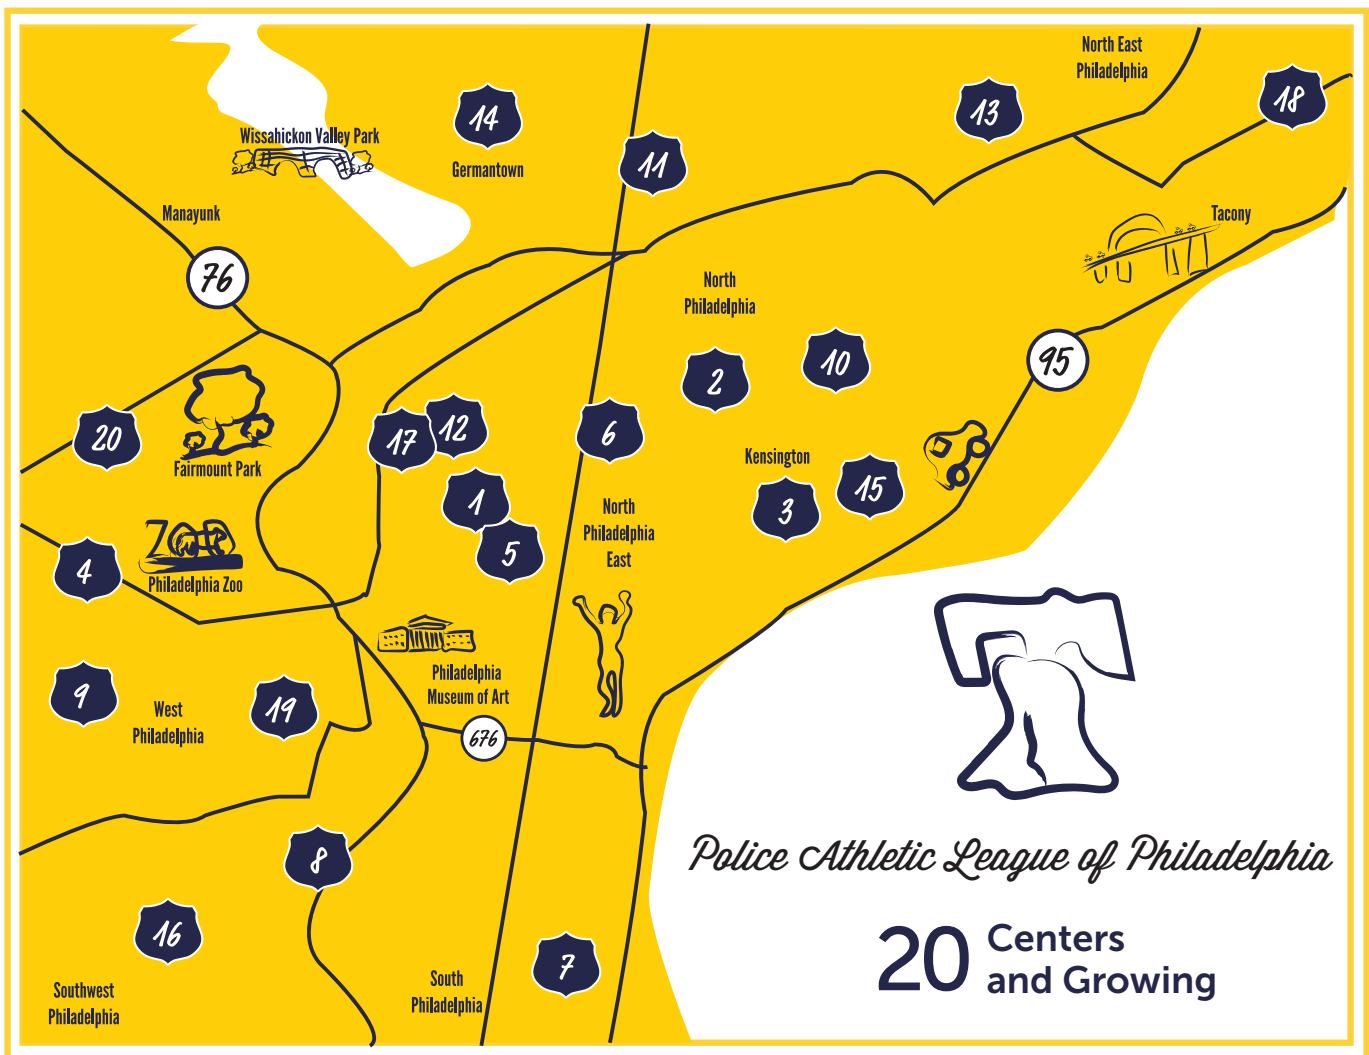 North East
Philadelphia
18
13
14
Wissahickon Valley Park
11
Germantown
Manayunk
Tacony
76
North
Philadelphia
95
10
2
20
17
12
6
Fairmount Park
Kensington
15
1
3
North
Philadelphia
East
ZOO
5
4
Philadelphia Zoo
Philadelphia
Museum of Art
9
19
West
Philadelphia
676
8
Police Athletic League of Philadelphia
16
7
20 Centers
and Growing
South
Philadelphia
Southwest
Philadelphia